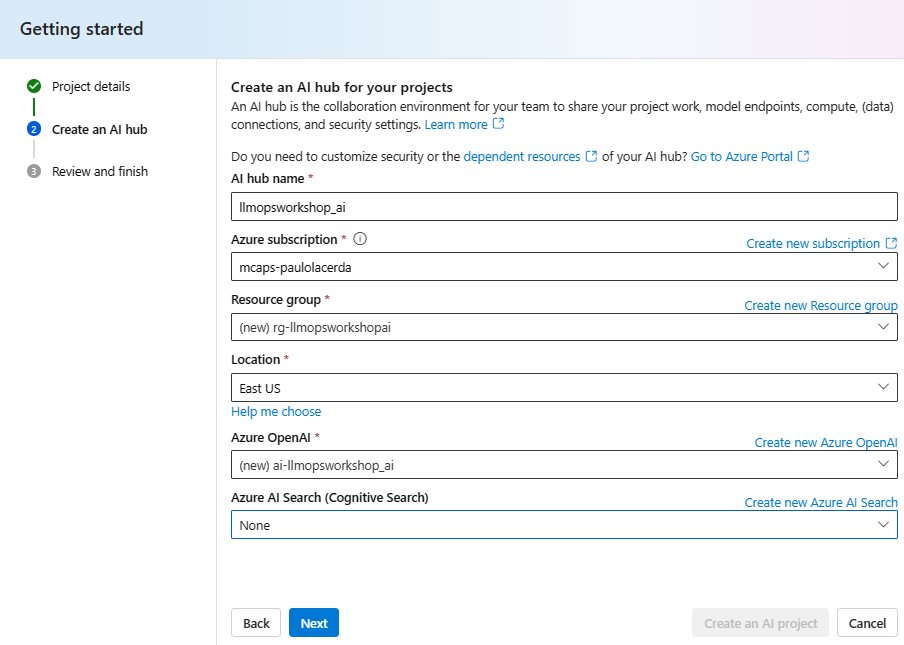 Getting started
Project details
2 Create an AI hub
3 Review and finish
Create an AI hub for your projects
An AI hub is the collaboration environment for your team to share your project work, model endpoints, compute, (data)
connections, and security settings. Learn more
Do you need to customize security or the dependent resources of your AI hub? Go to Azure Portal
AI hub name *
llmopsworkshop_ai
Azure subscription *
Create new subscription
mcaps-paulolacerda
Resource group *
Create new Resource group
(new) rg-llmopsworkshopai
Location *
East US
Help me choose
Azure OpenAI *
Create new Azure OpenAI
(new) ai-llmopsworkshop_ai
Azure AI Search (Cognitive Search)
Create new Azure AI Search
None
Back Next Create an AI project Cancel